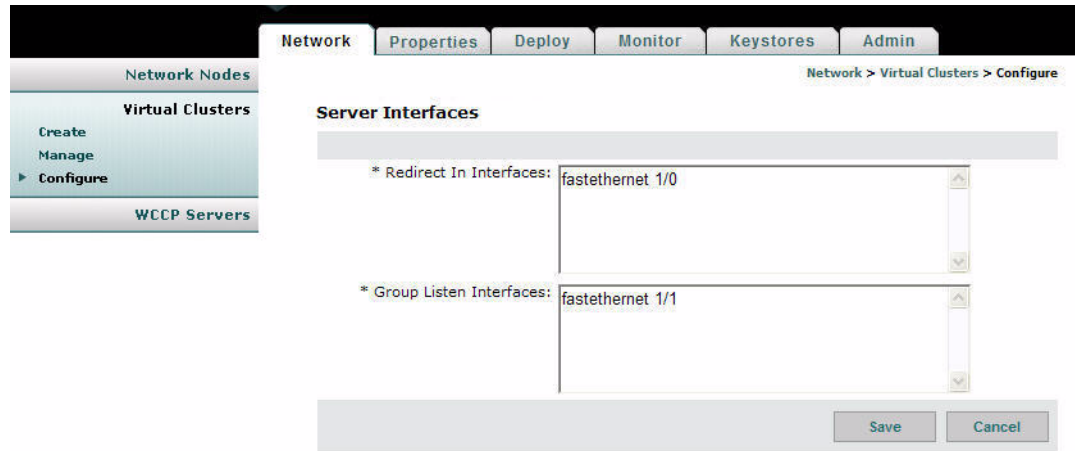 Network Properties Deploy Monitor Keystores Admin
Network Nodes
Virtual Clusters
Create
Manage
Configure
WCCP Servers
Network > Virtual Clusters > Configure
Server Interfaces
* Redirect In Interfaces: fastethernet 1/0
* Group Listen Interfaces: fastethernet 1/1
Save Cancel